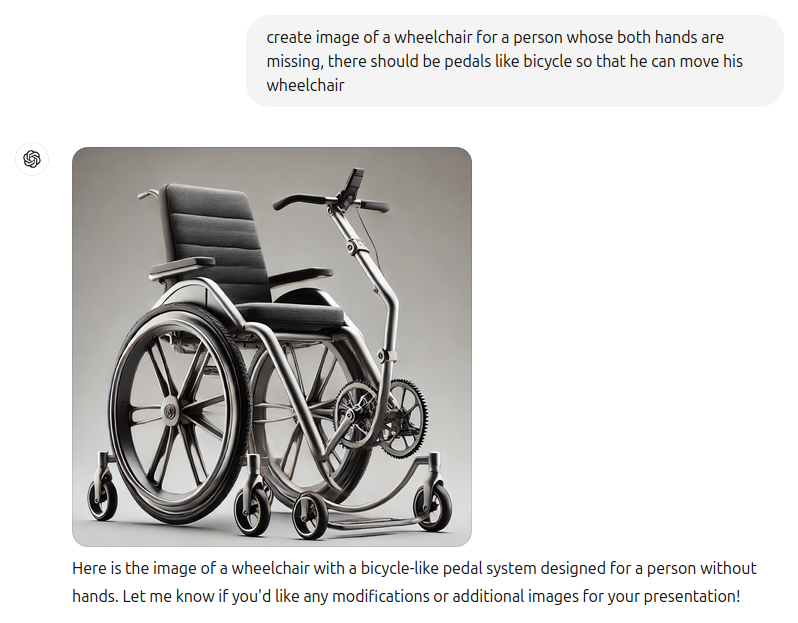 create image of a wheelchair for a person whose both hands are
missing, there should be pedals like bicycle so that he can move his
wheelchair
Here is the image of a wheelchair with a bicycle-like pedal system designed for a person without
hands. Let me know if you'd like any modifications or additional images for your presentation!